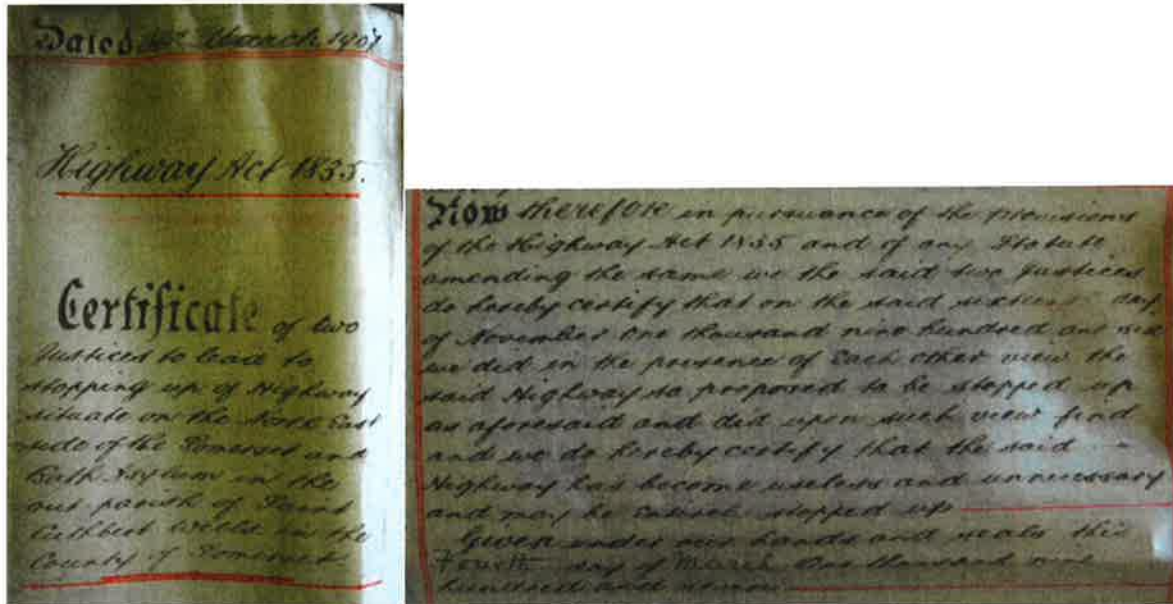 Dated March 1907
Highway Act 1835.
Certificate of two
Justices to lead to
stopping up of Highway
situate on the North East
side of the Somerset and
Bath Asylum in the
out parish of Saint
Cuthbert Wells in the
County of Somerset
Now therefore in pursuance of the provisions
of the Highway Act 1835 and of any Statute
amending the same we the said two Justices
do hereby certify that on the said day
of November One thousand nine hundred and
we did in the presence of Each other view the
said Highway so proposed to be stopped up
as aforesaid and did upon such view find
and we do hereby certify that the said
Highway has become useless and unnecessary
and may be stopped up
Given under our hands and seals this
Fourth day of March One thousand nine
hundred and seven